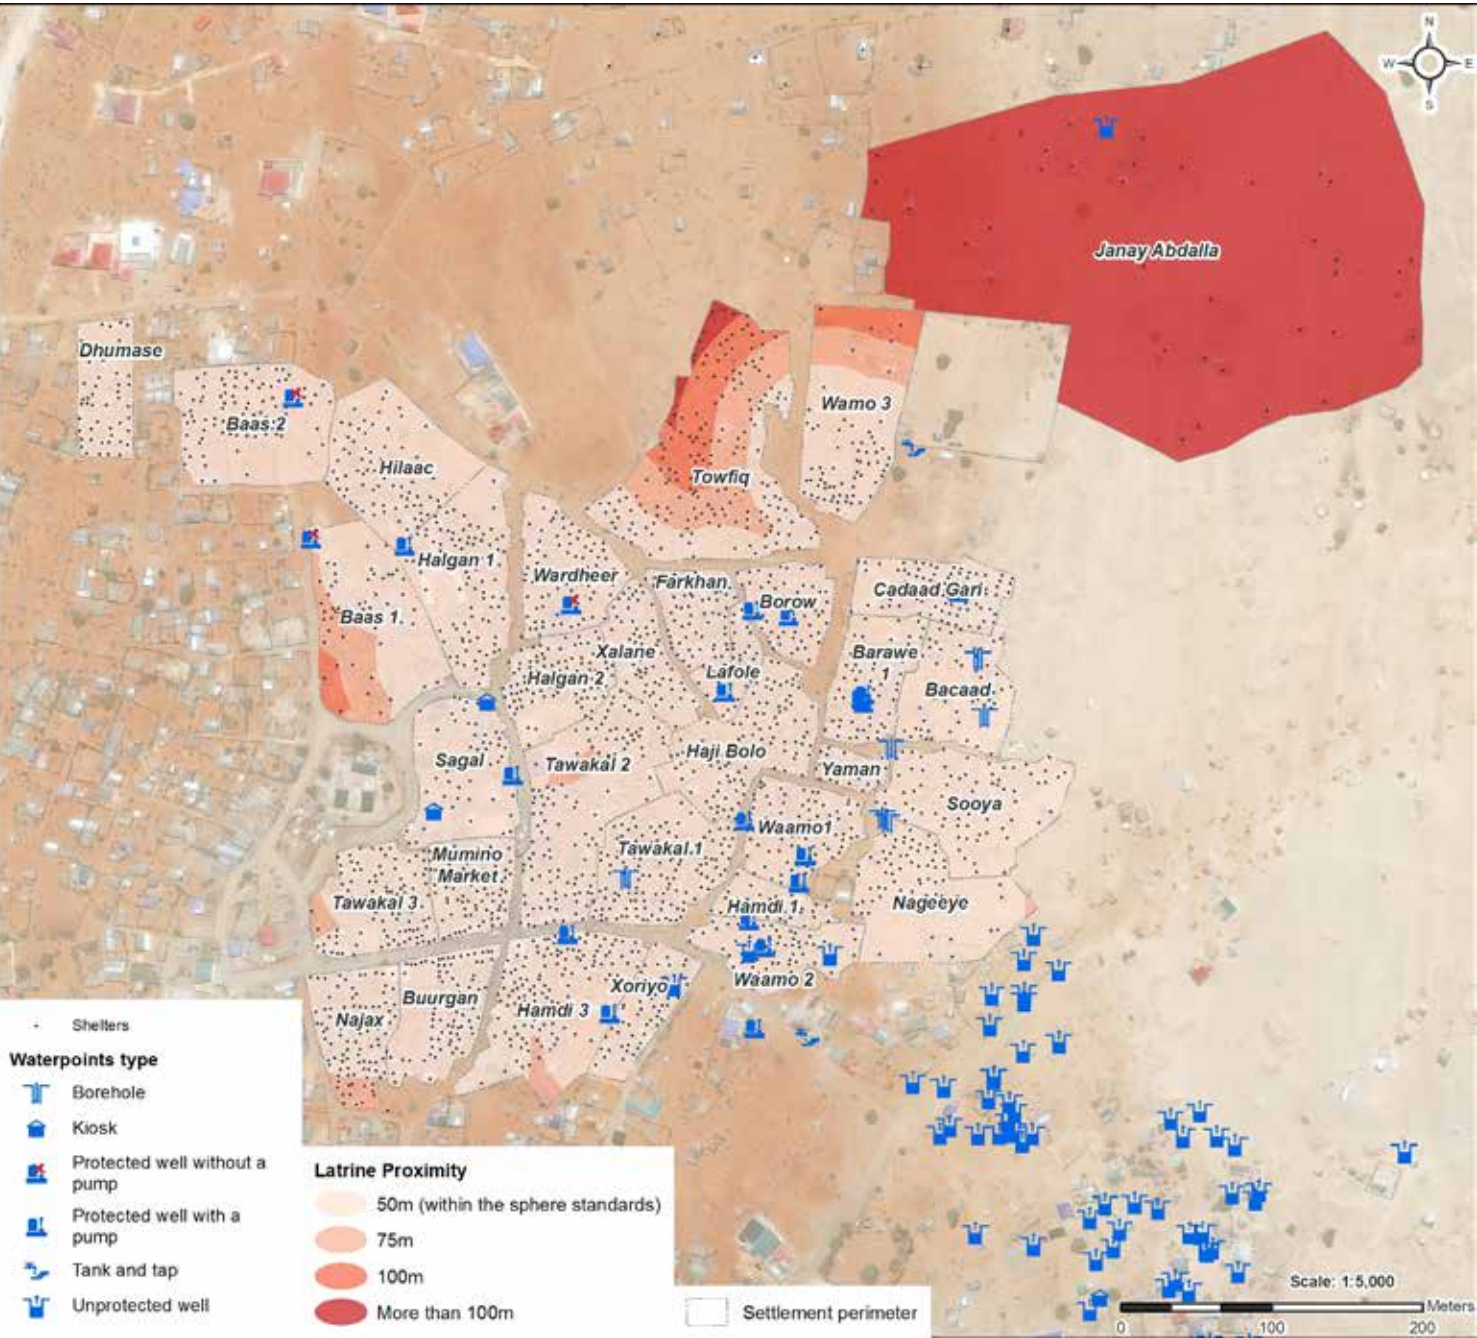 N
W
E
S
Janay Abdalla
Dhumase
Baas 2
Wamo 3
Hilaac
Towfiq
Halgan 1
Wardheer
Farkhan
Borow
Cadaad Gari
Baas 1
Xalane
Barawe
1
Halgan 2
Lafole
Bacaad
Sagal
Tawakal 2
Haji Bolo
Yaman
Sooya
Waamo1
Tawakal 1
Mumino
Market
Tawakal 3
Hamdi 1
Nageeye
Waamo 2
Xoriyo
Buurgan
Hamdi 3
Najax
Shelters
Waterpoints type
Borehole
Kiosk
Protected well without a
pump
Protected well with a
pump
Tank and tap
Unprotected well
Latrine Proximity
50m (within the sphere standards)
75m
100m
More than 100m
Settlement perimeter
Scale: 1:5,000
Meters
0
100
200